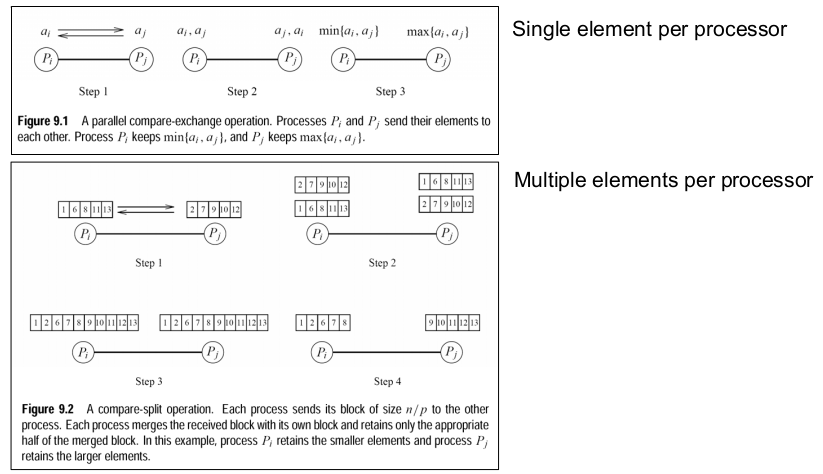 Single element per processor
a_i a_j a_i, a_j a_j, a_i min{a_i, a_j} max{a_i, a_j}
P_i P_j P_i P_j P_i P_j
Step 1 Step 2 Step 3
Figure 9.1 A parallel compare-exchange operation. Processes P_i and P_j send their elements to
each other. Process P_i keeps min{a_i, a_j}, and P_j keeps max{a_i, a_j}.
Multiple elements per processor
2 7 9 10 12 1 6 8 11 13
1 6 8 11 13 2 7 9 10 12 1 6 8 11 13 2 7 9 10 12
P_i P_j P_i P_j
Step 1 Step 2
1 2 6 7 8 9 10 11 12 13 1 2 6 7 8 9 10 11 12 13 1 2 6 7 8 9 10 11 12 13
P_i P_j P_i P_j
Step 3 Step 4
Figure 9.2 A compare-split operation. Each process sends its block of size n/p to the other
process. Each process merges the received block with its own block and retains only the appropriate
half of the merged block. In this example, process P_i retains the smaller elements and process P_j
retains the larger elements.